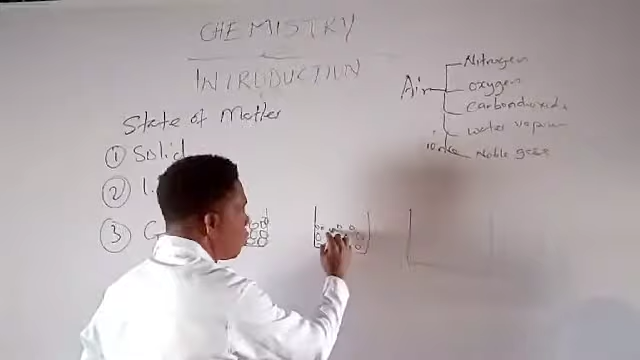 CHEMISTRY
INTRODUCTION
State of Matter
① Solid
②
③ G
Air
Nitrogen
oxygen
carbondioxide
water vapour
Noble gases